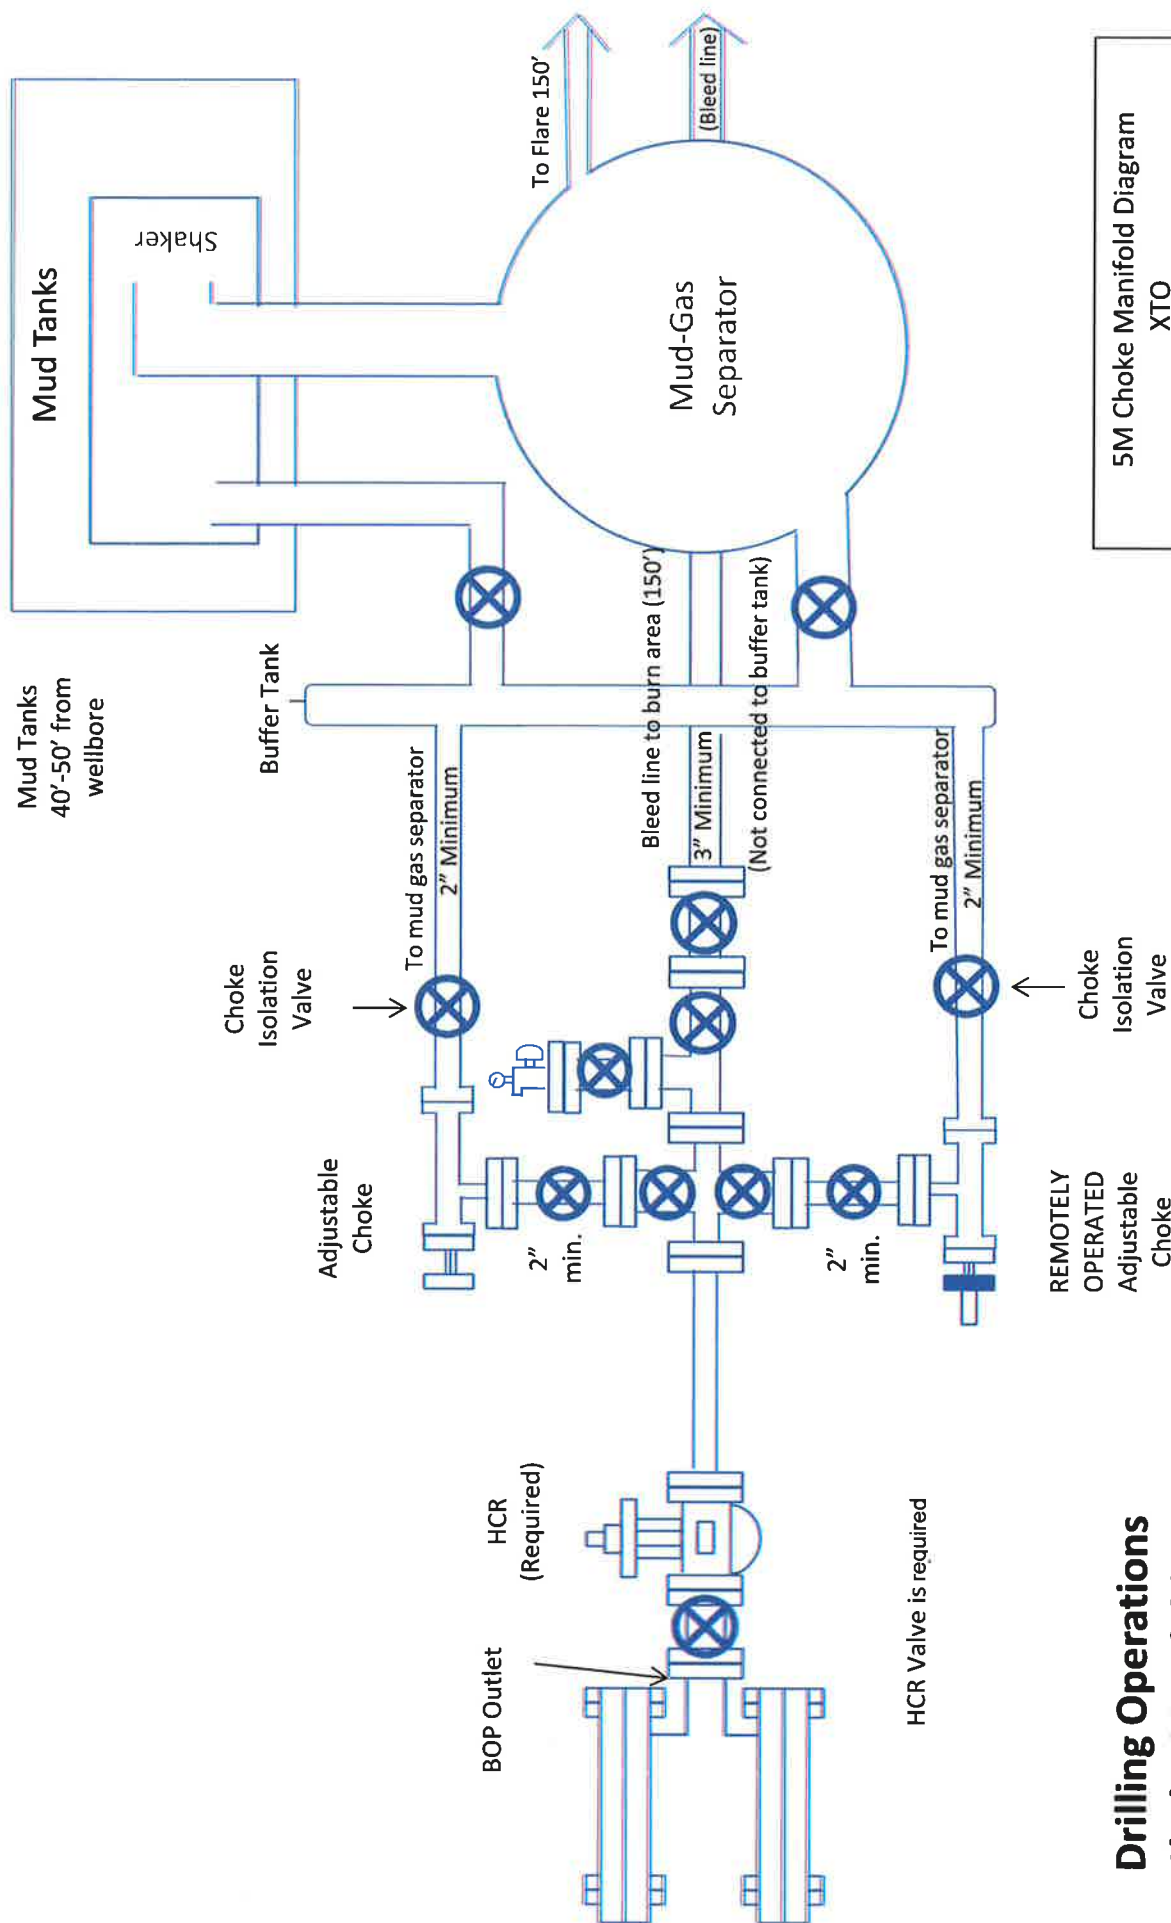 Mud Tanks
40'-50' from
wellbore
Mud Tanks
Shaker
Buffer Tank
To Flare 150'
(Bleed line)
Mud-Gas
Separator
Choke
Isolation
Valve
To mud gas separator
2" Minimum
Bleed line to burn area (150')
3" Minimum
(Not connected to buffer tank)
To mud gas separator
2" Minimum
Choke
Isolation
Valve
Adjustable
Choke
2"
min.
2"
min.
REMOTELY
OPERATED
Adjustable
Choke
HCR
(Required)
BOP Outlet
HCR Valve is required
Drilling Operations
5M Choke Manifold Diagram
XTO